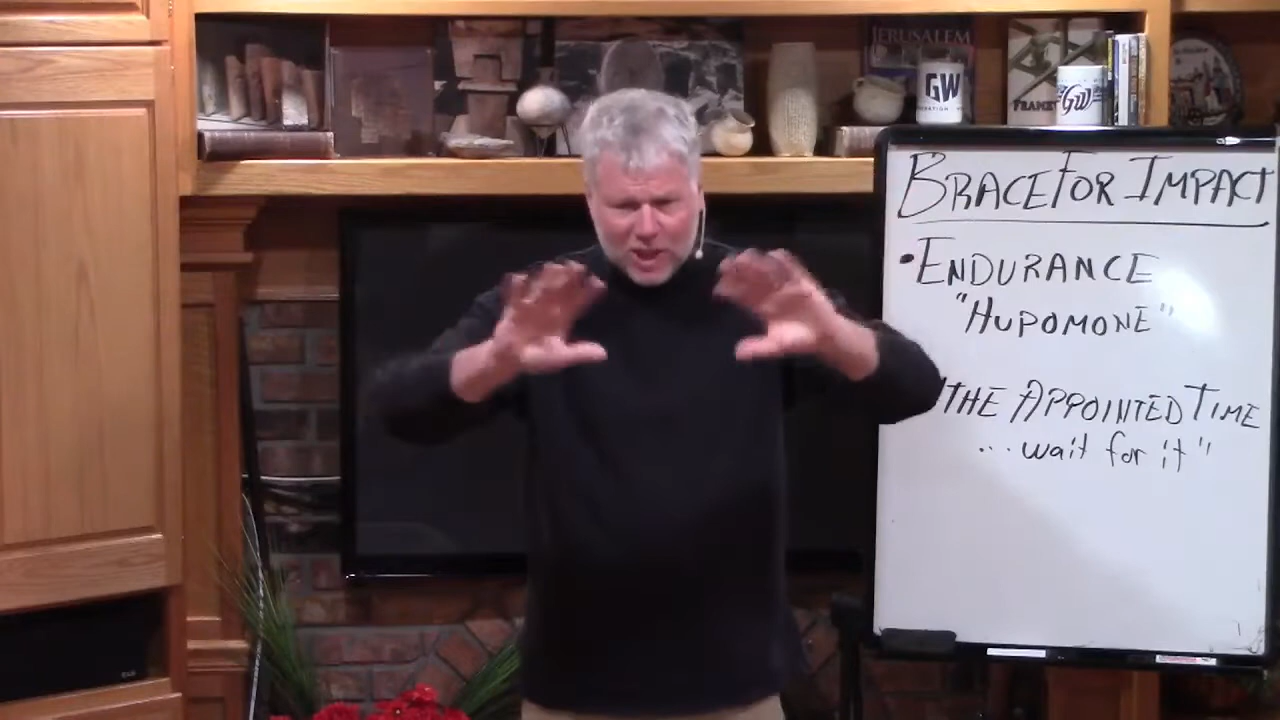 JERUSALEM
GW
GW
BRACE FOR IMPACT
• ENDURANCE
"HUPOMONE"
"THE APPOINTED TIME
... wait for it"